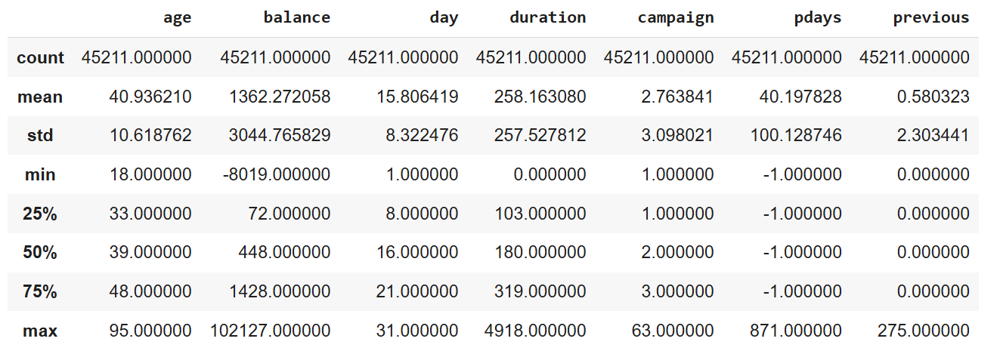 age balance day duration campaign pdays previous
count 45211.000000 45211.000000 45211.000000 45211.000000 45211.000000 45211.000000 45211.000000
mean 40.936210 1362.272058 15.806419 258.163080 2.763841 40.197828 0.580323
std 10.618762 3044.765829 8.322476 257.527812 3.098021 100.128746 2.303441
min 18.000000 -8019.000000 1.000000 0.000000 1.000000 -1.000000 0.000000
25% 33.000000 72.000000 8.000000 103.000000 1.000000 -1.000000 0.000000
50% 39.000000 448.000000 16.000000 180.000000 2.000000 -1.000000 0.000000
75% 48.000000 1428.000000 21.000000 319.000000 3.000000 -1.000000 0.000000
max 95.000000 102127.000000 31.000000 4918.000000 63.000000 871.000000 275.000000